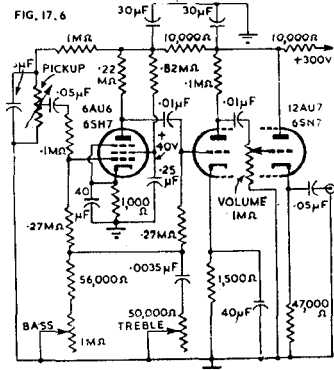 FIG. 17.6
30μF
30μF
1MΩ
10,000Ω
10,000Ω
+300V
PICKUP
.22
MΩ
.82MΩ
.1MΩ
μF
.05μF
.01μF
.01μF
6AU6
6SH7
12AU7
6SN7
+
40V
.1MΩ
.25
μF
40
μF
1,000
Ω
VOLUME
1MΩ
.05μF
.27MΩ
.27MΩ
56,000Ω
.0035μF
1,500Ω
40μF
47,000
Ω
BASS
1MΩ
50,000Ω
TREBLE